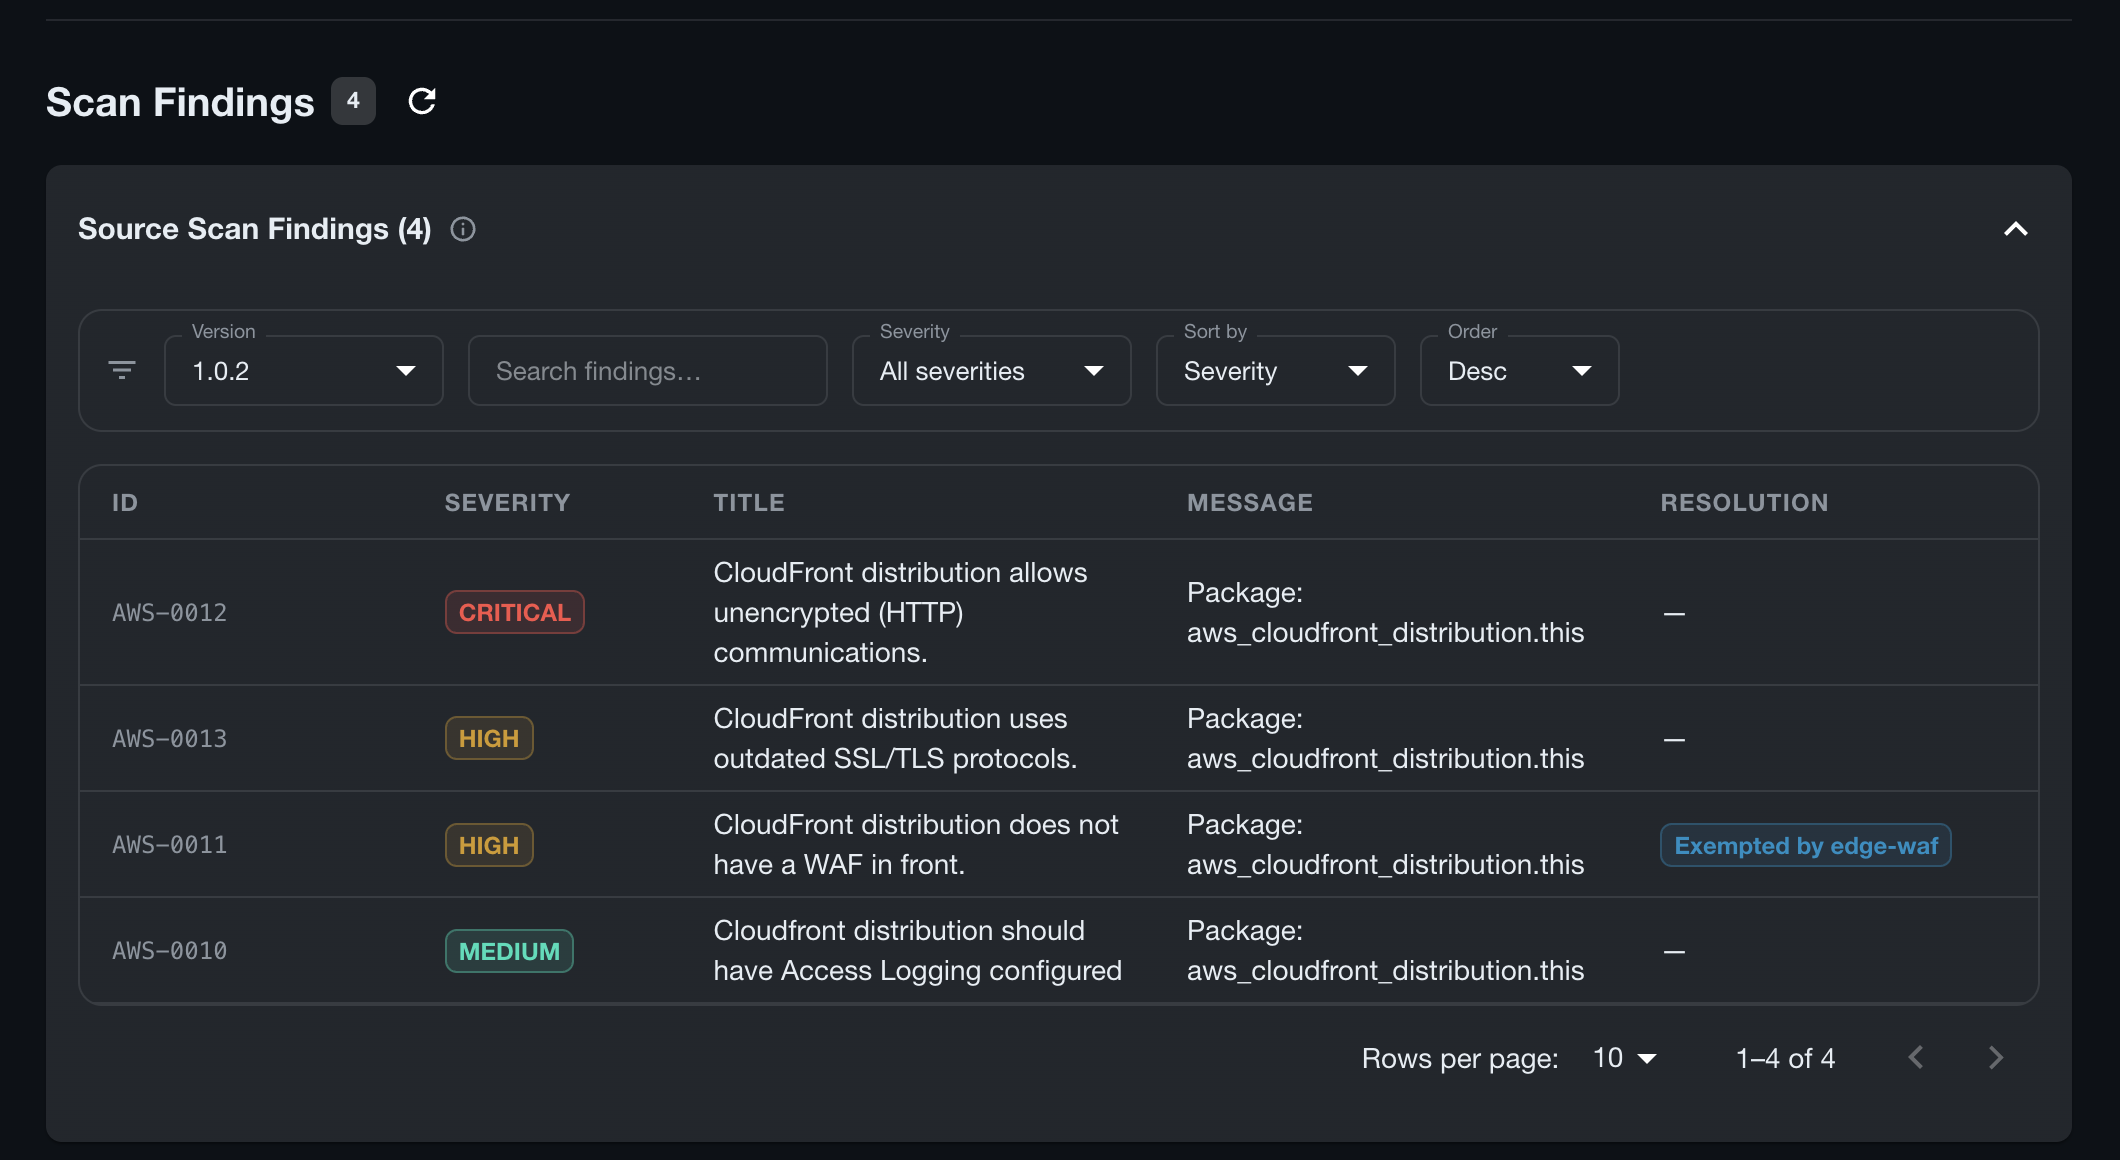 Scan Findings 4
Source Scan Findings (4)
Version
1.0.2
Search findings…
Severity
All severities
Sort by
Severity
Order
Desc
ID SEVERITY TITLE MESSAGE RESOLUTION
AWS-0012
CRITICAL
CloudFront distribution allows
unencrypted (HTTP)
communications.
Package:
aws_cloudfront_distribution.this
—
AWS-0013
HIGH
CloudFront distribution uses
outdated SSL/TLS protocols.
Package:
aws_cloudfront_distribution.this
—
AWS-0011
HIGH
CloudFront distribution does not
have a WAF in front.
Package:
aws_cloudfront_distribution.this
Exempted by edge-waf
AWS-0010
MEDIUM
Cloudfront distribution should
have Access Logging configured
Package:
aws_cloudfront_distribution.this
—
Rows per page: 10 1–4 of 4